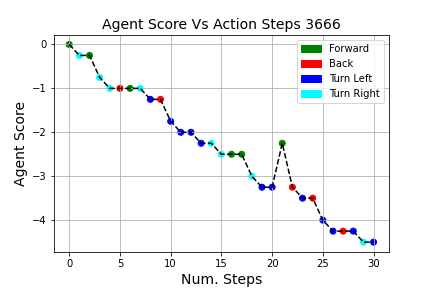 Agent Score Vs Action Steps 3666
Forward
Back
Turn Left
Turn Right
Agent Score
0
−1
−2
−3
−4
0 5 10 15 20 25 30
Num. Steps